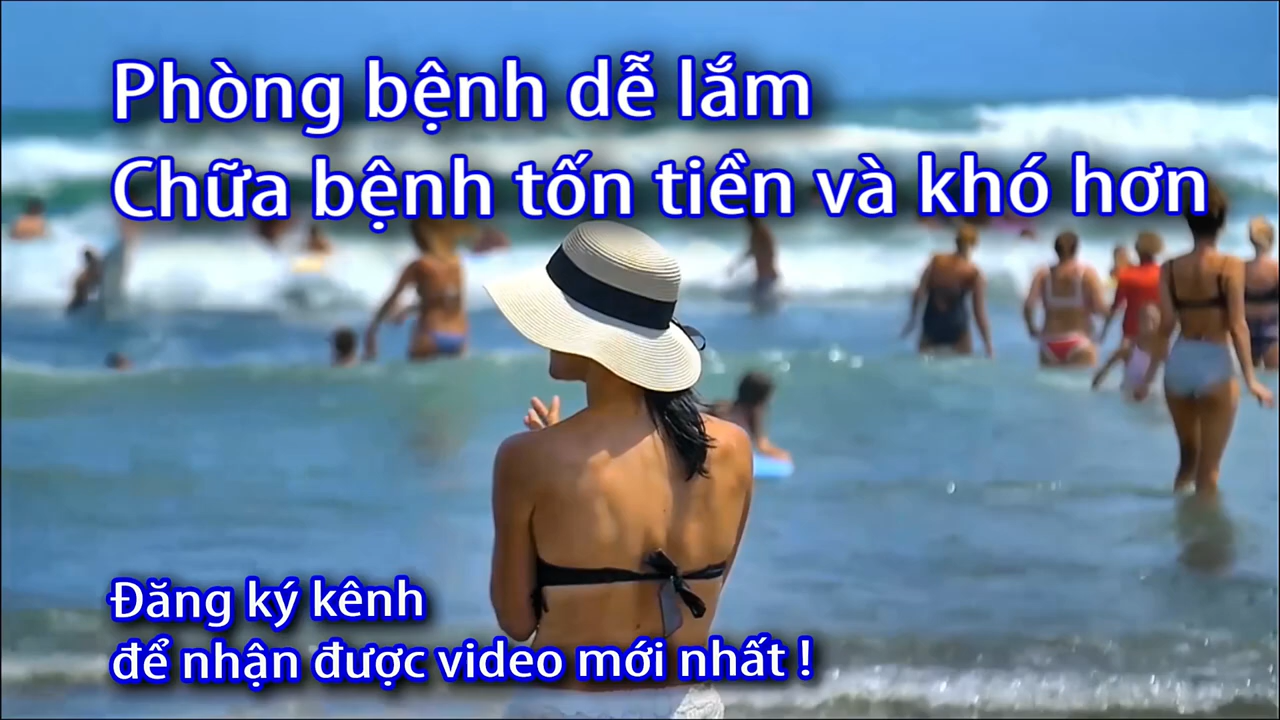 Phòng bệnh dễ lắm
Chữa bệnh tốn tiền và khó hơn
Đăng ký kênh
để nhận được video mới nhất !